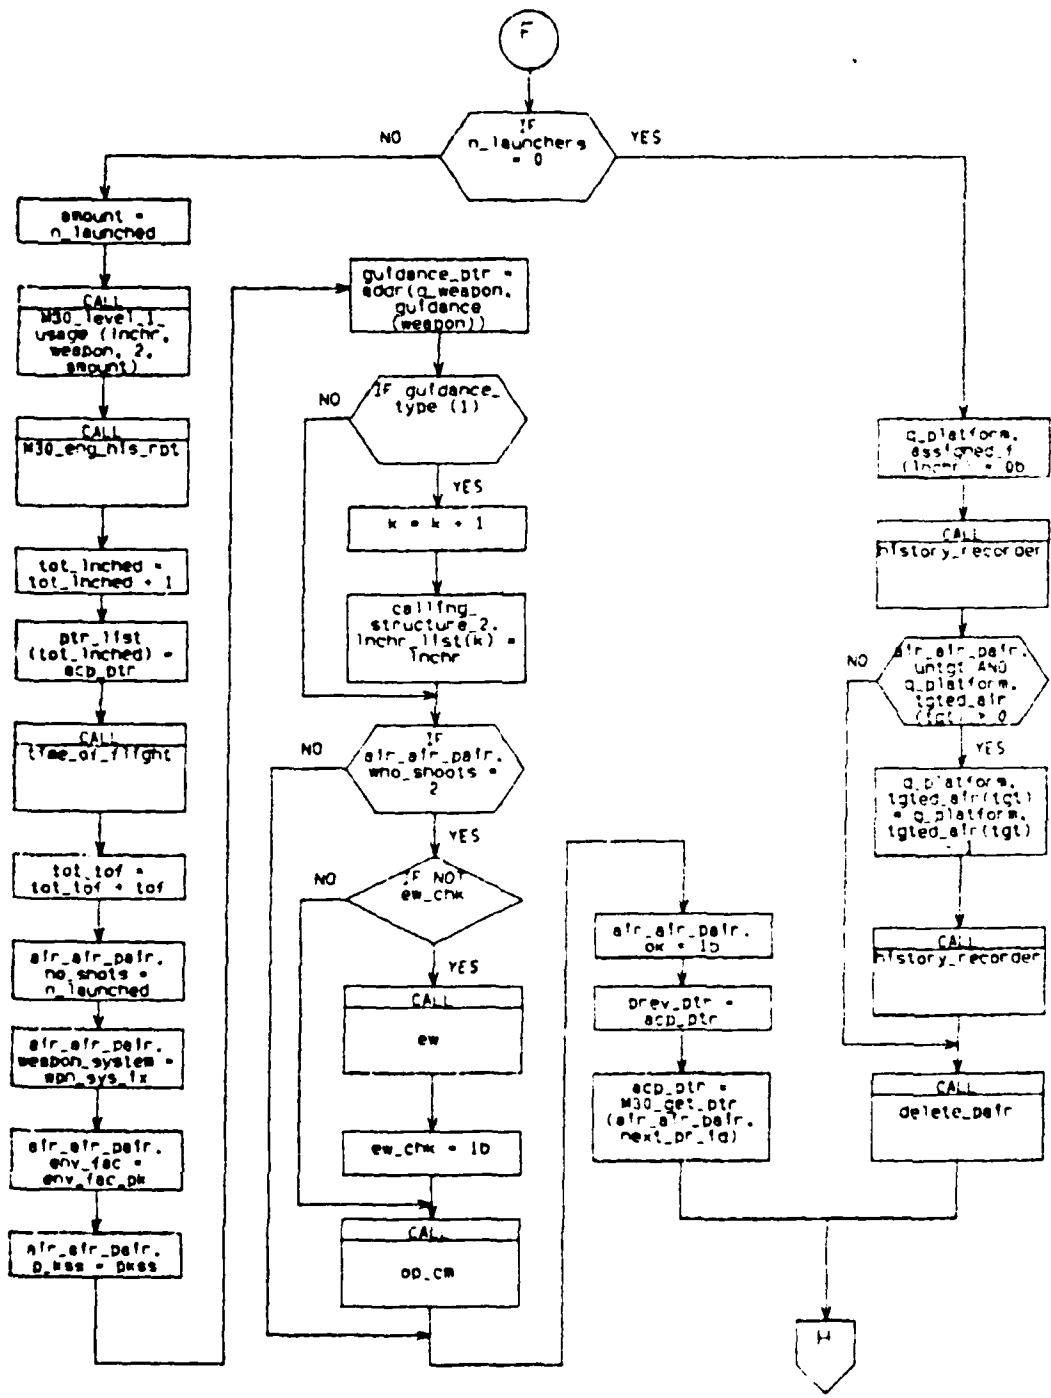 F
IF
n_launchers
= 0
NO
YES
amount =
n_launched
CALL
M30_level_1_
usage (lnchr,
weapon, 2,
amount)
CALL
M30_eng_his_rpt
tot_lnched =
tot_lnched + 1
ptr_list
(tot_lnched) =
acp_ptr
CALL
time_of_flight
tot_tof =
tot_tof + tof
air_air_pair.
no_shots =
n_launched
air_air_pair.
weapon_system =
wpn_sys_ix
air_air_pair.
env_fac =
env_fac_pk
air_air_pair.
p_kss = pkss
guidance_ptr =
addr(q_weapon.
guidance
(weapon))
IF guidance_
type (1)
NO
YES
k = k + 1
calling_
structure_2.
lnchr_list(k) =
lnchr
IF
air_air_pair.
who_shoots =
2
NO
YES
IF NOT
ew_chk
NO
YES
CALL
ew
ew_chk = 1b
CALL
op_cm
air_air_pair.
ok = 1b
prev_ptr =
acp_ptr
acp_ptr =
M30_get_ptr
(air_air_pair.
next_pr_id)
q_platform.
assigned_f
(lnchr) = 0b
CALL
history_recorder
air_air_pair.
untgt AND
q_platform.
tgted_air
(tgt) > 0
NO
YES
q_platform.
tgted_air(tgt)
= q_platform.
tgted_air(tgt)
- 1
CALL
history_recorder
CALL
delete_pair
H